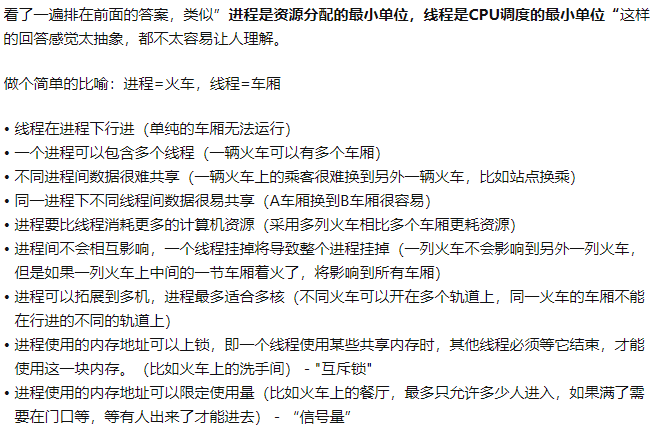 看了一遍排在前面的答案，类似”进程是资源分配的最小单位，线程是CPU调度的最小单位“这样
的回答感觉太抽象，都不太容易让人理解。
做个简单的比喻：进程=火车，线程=车厢
• 线程在进程下行进（单纯的车厢无法运行）
• 一个进程可以包含多个线程（一辆火车可以有多个车厢）
• 不同进程间数据很难共享（一辆火车上的乘客很难换到另外一辆火车，比如站点换乘）
• 同一进程下不同线程间数据很易共享（A车厢换到B车厢很容易）
• 进程要比线程消耗更多的计算机资源（采用多列火车相比多个车厢更耗资源）
• 进程间不会相互影响，一个线程挂掉将导致整个进程挂掉（一列火车不会影响到另外一列火车，
但是如果一列火车上中间的一节车厢着火了，将影响到所有车厢）
• 进程可以拓展到多机，进程最多适合多核（不同火车可以开在多个轨道上，同一火车的车厢不能
在行进的不同的轨道上）
• 进程使用的内存地址可以上锁，即一个线程使用某些共享内存时，其他线程必须等它结束，才能
使用这一块内存。（比如火车上的洗手间）－"互斥锁"
• 进程使用的内存地址可以限定使用量（比如火车上的餐厅，最多只允许多少人进入，如果满了需
要在门口等，等有人出来了才能进去）－“信号量”